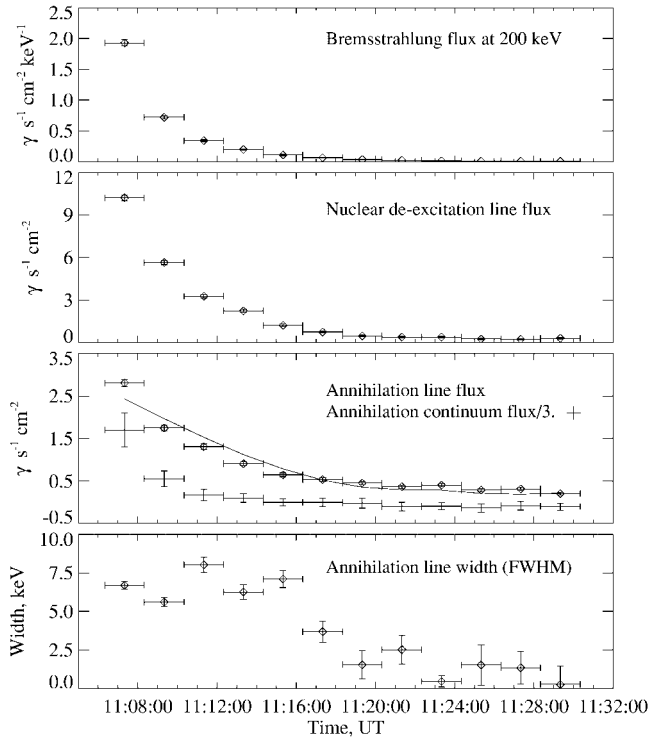 2.5
2.0
1.5
1.0
0.5
0.0
γ s⁻¹ cm⁻² keV⁻¹
Bremsstrahlung flux at 200 keV
12
9
6
3
0
γ s⁻¹ cm⁻²
Nuclear de-excitation line flux
3.5
2.5
1.5
0.5
-0.5
γ s⁻¹ cm⁻²
Annihilation line flux
Annihilation continuum flux/3.
10.0
7.5
5.0
2.5
0.0
Width, keV
Annihilation line width (FWHM)
11:08:00 11:12:00 11:16:00 11:20:00 11:24:00 11:28:00 11:32:00
Time, UT